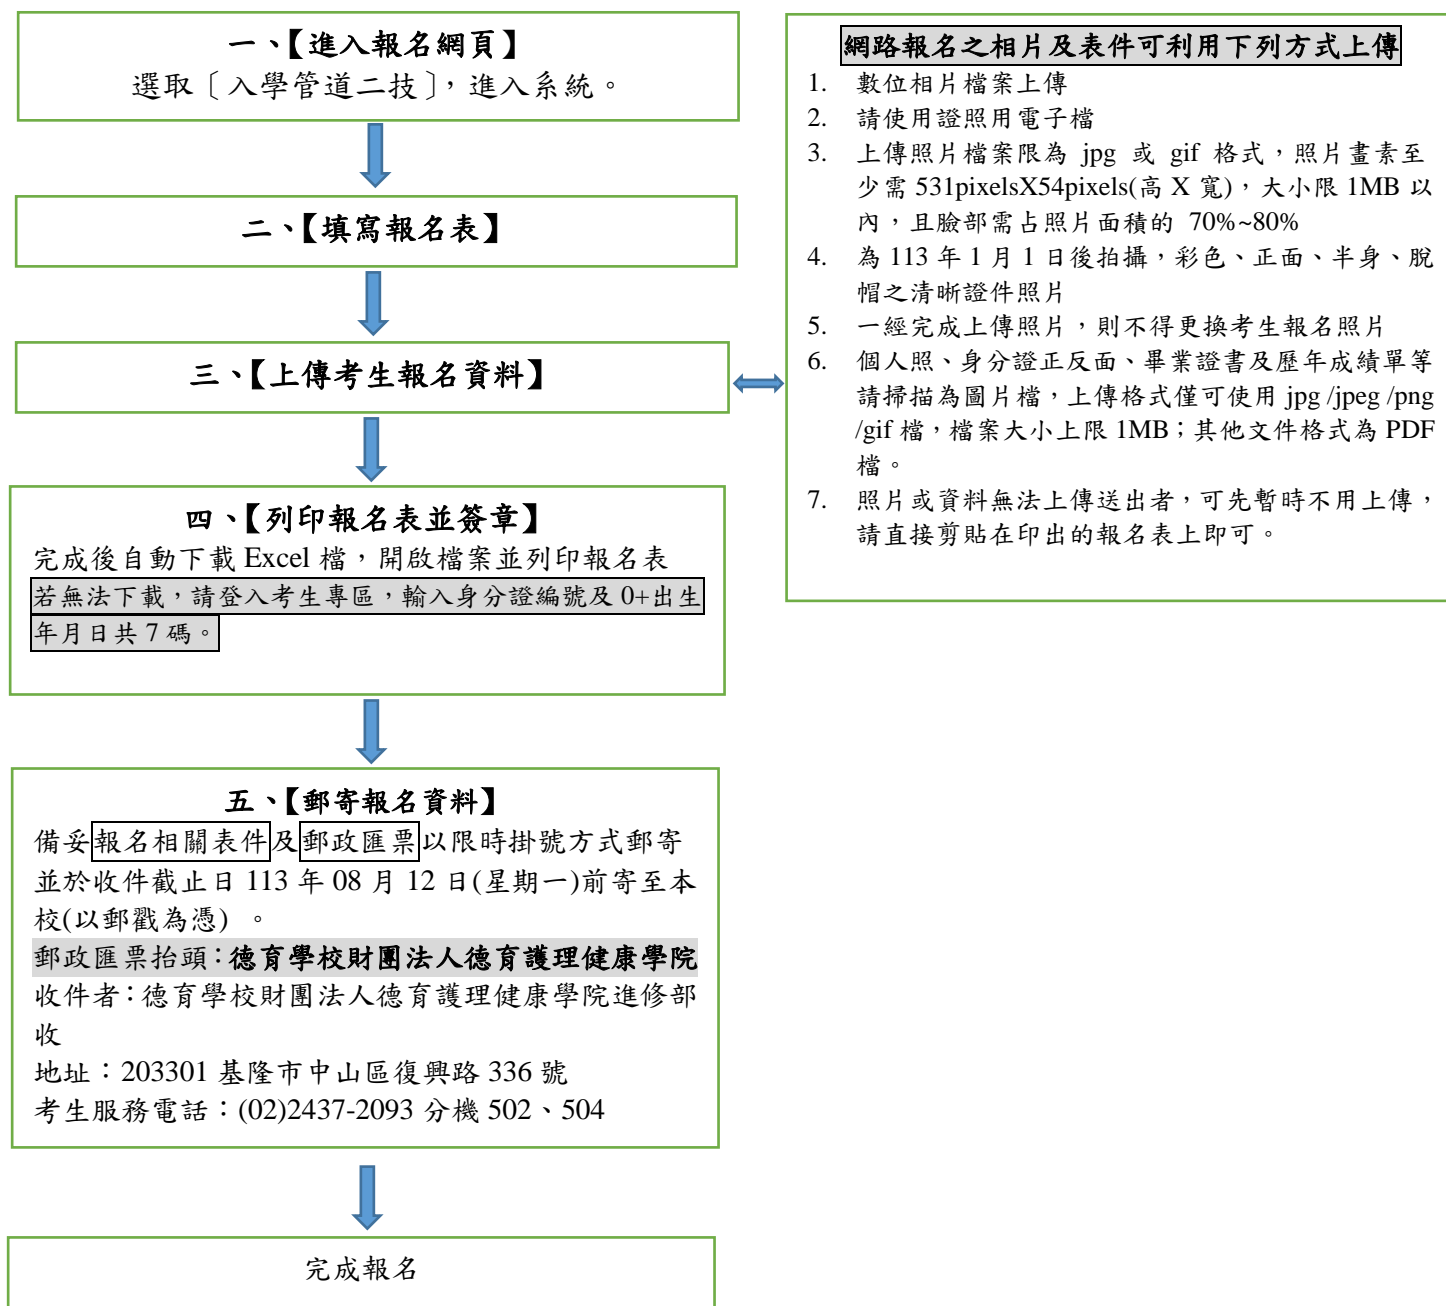 一、【進入報名網頁】
選取〔入學管道二技〕，進入系統。
二、【填寫報名表】
三、【上傳考生報名資料】
四、【列印報名表並簽章】
完成後自動下載 Excel 檔，開啟檔案並列印報名表
若無法下載，請登入考生專區，輸入身分證編號及 0+出生
年月日共 7 碼。
五、【郵寄報名資料】
備妥報名相關表件及郵政匯票以限時掛號方式郵寄
並於收件截止日 113 年 08 月 12 日(星期一)前寄至本
校(以郵戳為憑) 。
郵政匯票抬頭：德育學校財團法人德育護理健康學院
收件者：德育學校財團法人德育護理健康學院進修部
收
地址：203301 基隆市中山區復興路 336 號
考生服務電話：(02)2437-2093 分機 502、504
完成報名
網路報名之相片及表件可利用下列方式上傳
1. 數位相片檔案上傳
2. 請使用證照用電子檔
3. 上傳照片檔案限為 jpg 或 gif 格式，照片畫素至
少需 531pixelsX54pixels(高 X 寬)，大小限 1MB 以
內，且臉部需占照片面積的 70%~80%
4. 為 113 年 1 月 1 日後拍攝，彩色、正面、半身、脫
帽之清晰證件照片
5. 一經完成上傳照片，則不得更換考生報名照片
6. 個人照、身分證正反面、畢業證書及歷年成績單等
請掃描為圖片檔，上傳格式僅可使用 jpg /jpeg /png
/gif 檔，檔案大小上限 1MB；其他文件格式為 PDF
檔。
7. 照片或資料無法上傳送出者，可先暫時不用上傳，
請直接剪貼在印出的報名表上即可。